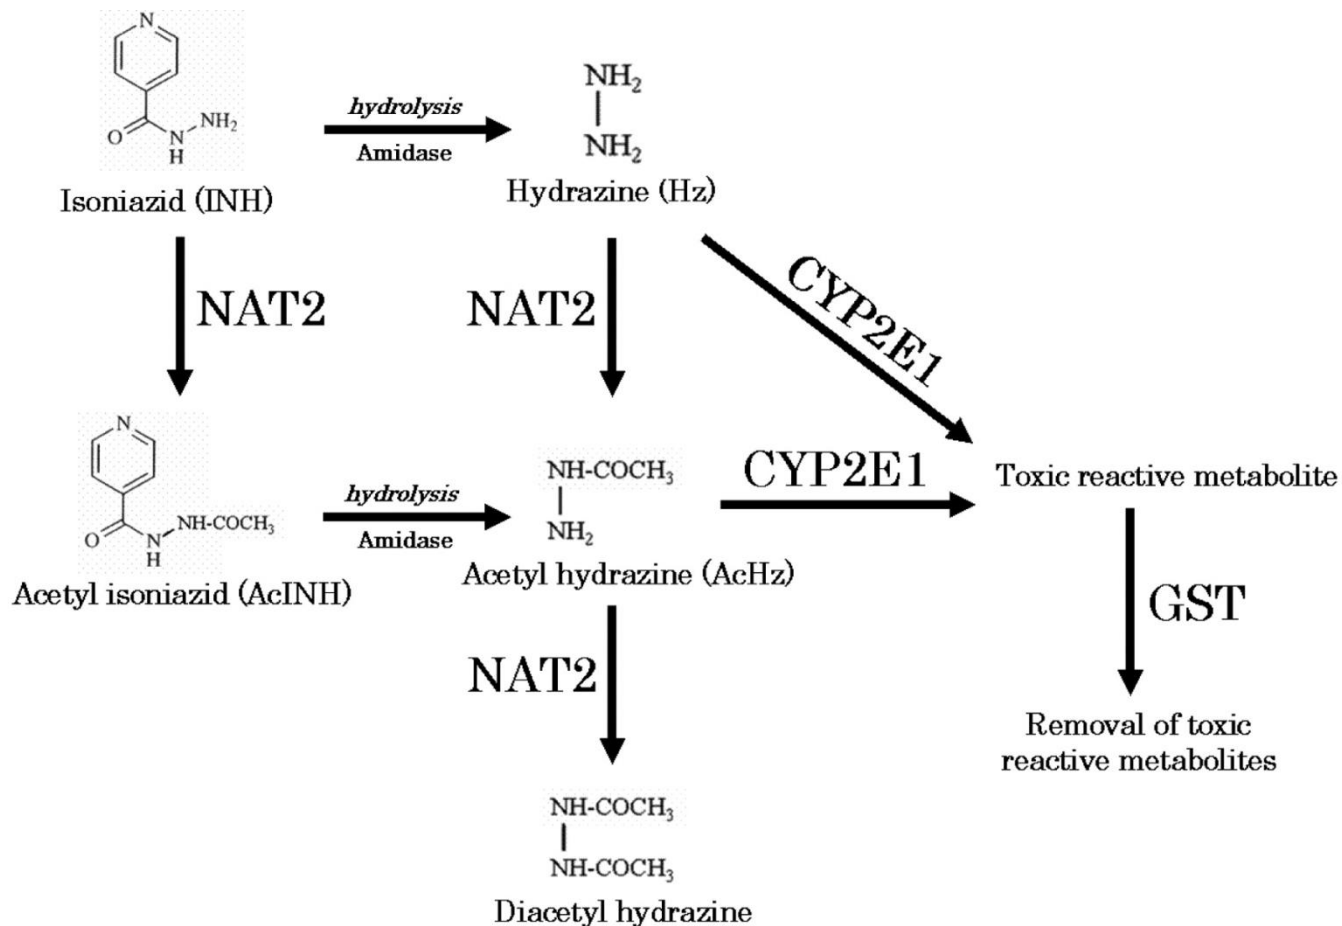 N
O
N
H
NH₂
Isoniazid (INH)
hydrolysis
Amidase
NH₂
NH₂
Hydrazine (Hz)
NAT2
NAT2
CYP2E1
N
O
N
H
NH-COCH₃
Acetyl isoniazid (AcINH)
hydrolysis
Amidase
NH-COCH₃
NH₂
Acetyl hydrazine (AcHz)
CYP2E1
Toxic reactive metabolite
NAT2
GST
Removal of toxic
reactive metabolites
NH-COCH₃
NH-COCH₃
Diacetyl hydrazine